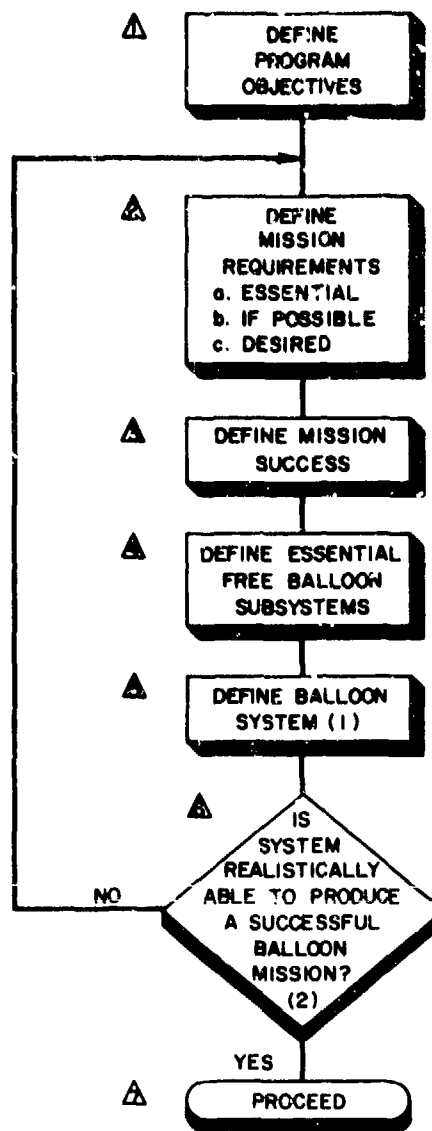 1
DEFINE
PROGRAM
OBJECTIVES
DEFINE
MISSION
REQUIREMENTS
a. ESSENTIAL
b. IF POSSIBLE
c. DESIRED
DEFINE MISSION
SUCCESS
DEFINE ESSENTIAL
FREE BALLOON
SUBSYSTEMS
DEFINE BALLOON
SYSTEM (1)
IS
SYSTEM
REALISTICALLY
ABLE TO PRODUCE
A SUCCESSFUL
BALLOON
MISSION?
(2)
NO
YES
PROCEED